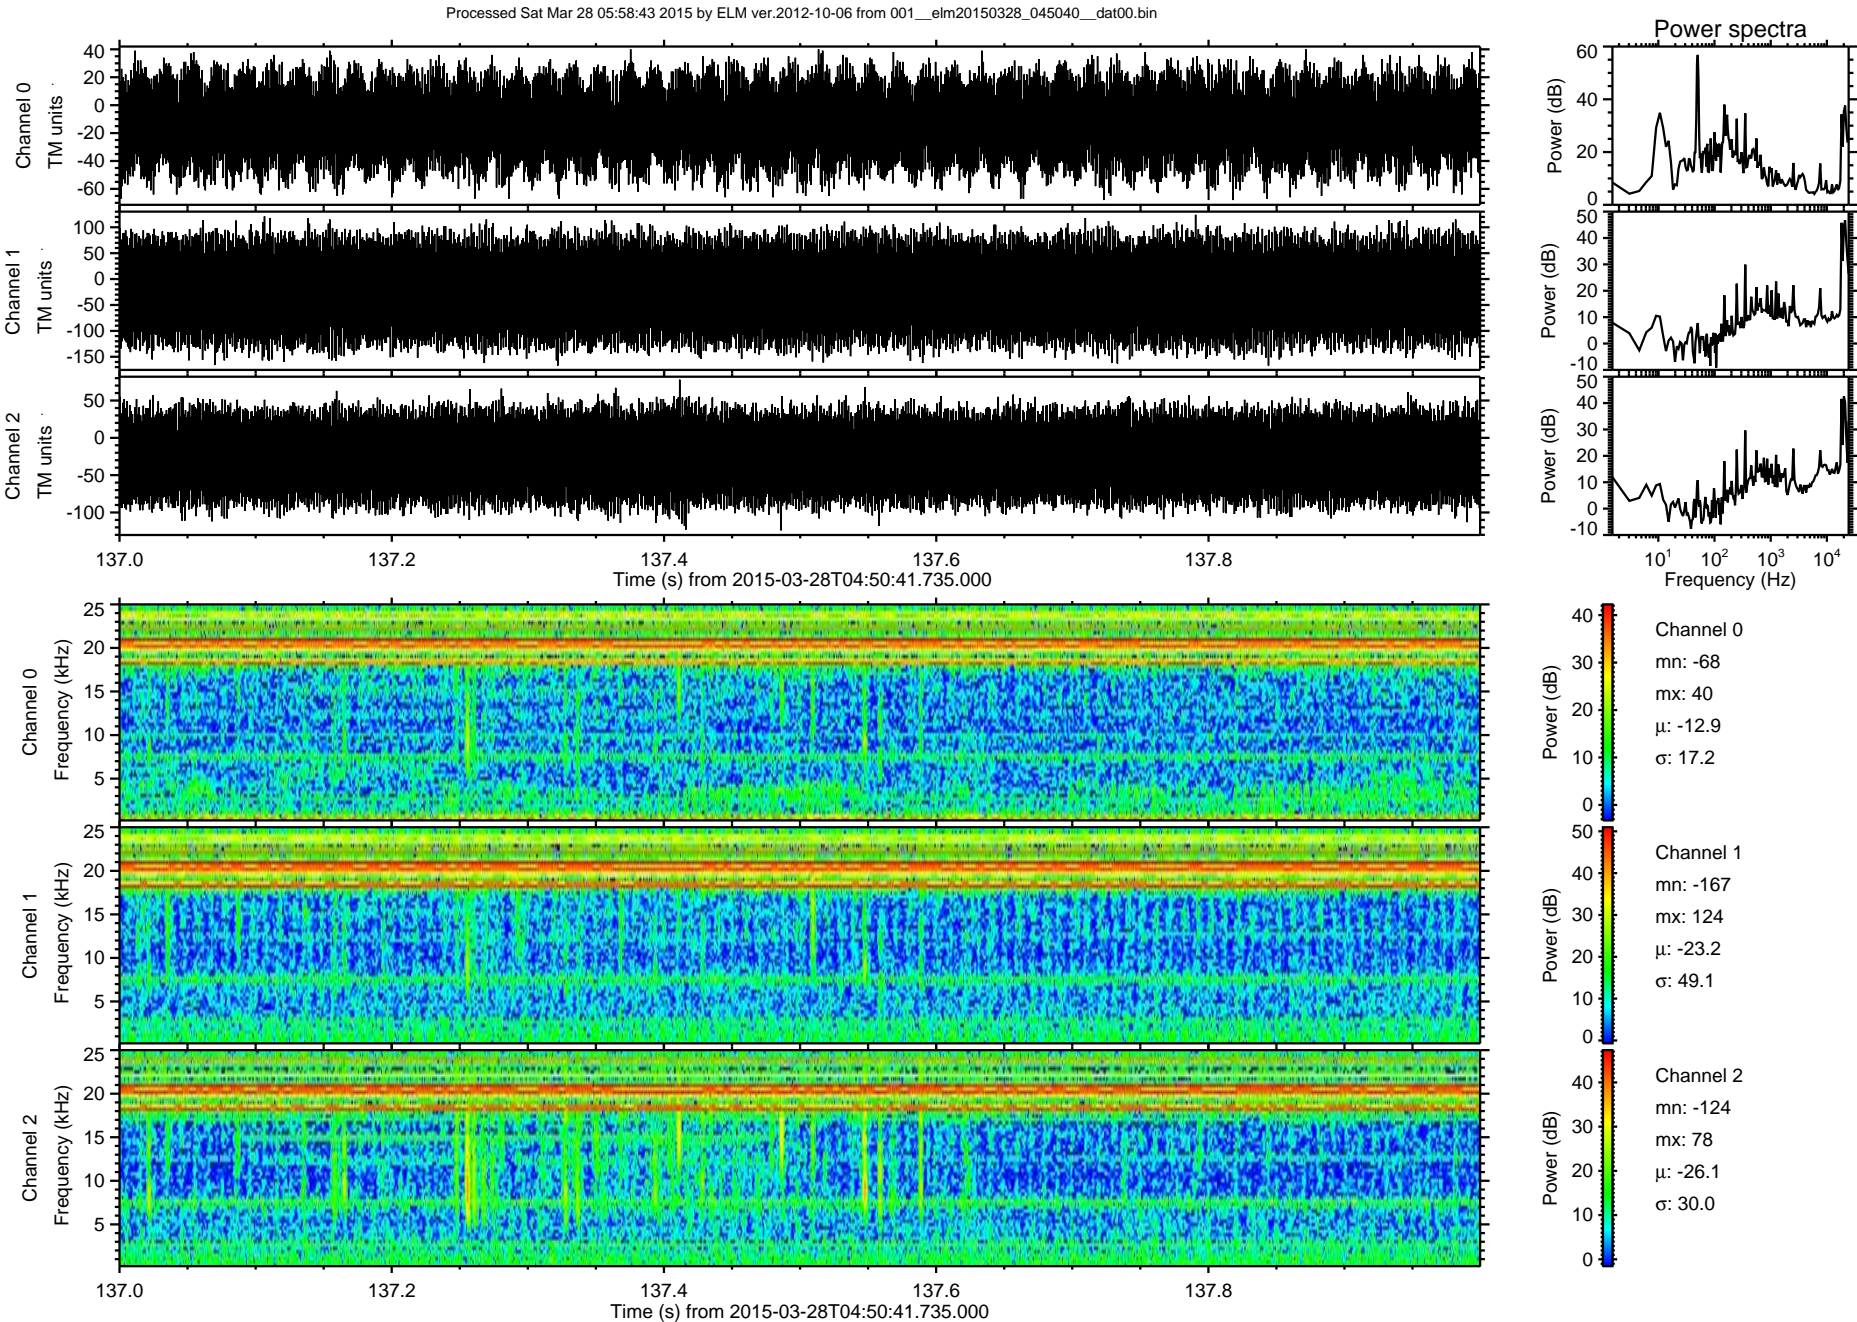 Processed Sat Mar 28 05:58:43 2015 by ELM ver.2012-10-06 from 001__elm20150328_045040__dat00.bin
Power spectra
Channel 0
TM units
40
20
0
-20
-40
-60
Power (dB)
60
40
20
0
Channel 1
TM units
100
50
0
-50
-100
-150
Power (dB)
50
40
30
20
10
0
-10
Channel 2
TM units
50
0
-50
-100
Power (dB)
50
40
30
20
10
0
-10
137.0 137.2 137.4 137.6 137.8
Time (s) from 2015-03-28T04:50:41.735.000
10^1 10^2 10^3 10^4
Frequency (Hz)
Channel 0
Frequency (kHz)
25
20
15
10
5
Power (dB)
40
30
20
10
0
Channel 0
mn: -68
mx: 40
μ: -12.9
σ: 17.2
Channel 1
Frequency (kHz)
25
20
15
10
5
Power (dB)
50
40
30
20
10
0
Channel 1
mn: -167
mx: 124
μ: -23.2
σ: 49.1
Channel 2
Frequency (kHz)
25
20
15
10
5
Power (dB)
40
30
20
10
0
Channel 2
mn: -124
mx: 78
μ: -26.1
σ: 30.0
137.0 137.2 137.4 137.6 137.8
Time (s) from 2015-03-28T04:50:41.735.000